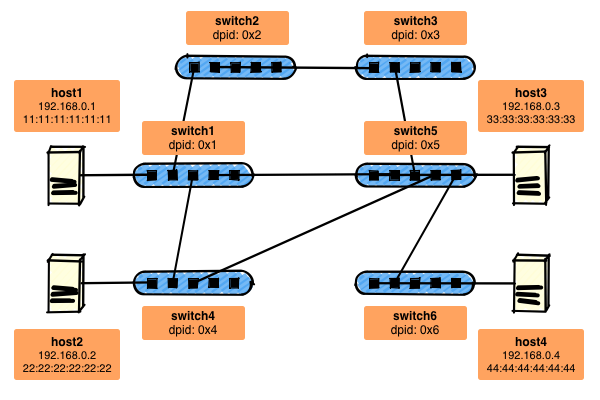 switch2
dpid: 0x2
switch3
dpid: 0x3
host1
192.168.0.1
11:11:11:11:11:11
host3
192.168.0.3
33:33:33:33:33:33
switch1
dpid: 0x1
switch5
dpid: 0x5
switch4
dpid: 0x4
switch6
dpid: 0x6
host2
192.168.0.2
22:22:22:22:22:22
host4
192.168.0.4
44:44:44:44:44:44